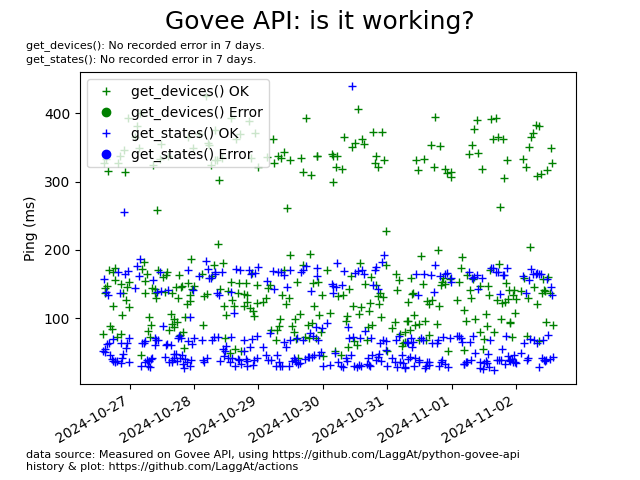 Govee API: is it working?
get_devices(): No recorded error in 7 days.
get_states(): No recorded error in 7 days.
get_devices() OK
get_devices() Error
get_states() OK
get_states() Error
400
300
200
100
Ping (ms)
2024-10-27
2024-10-28
2024-10-29
2024-10-30
2024-10-31
2024-11-01
2024-11-02
data source: Measured on Govee API, using https://github.com/LaggAt/python-govee-api
history & plot: https://github.com/LaggAt/actions